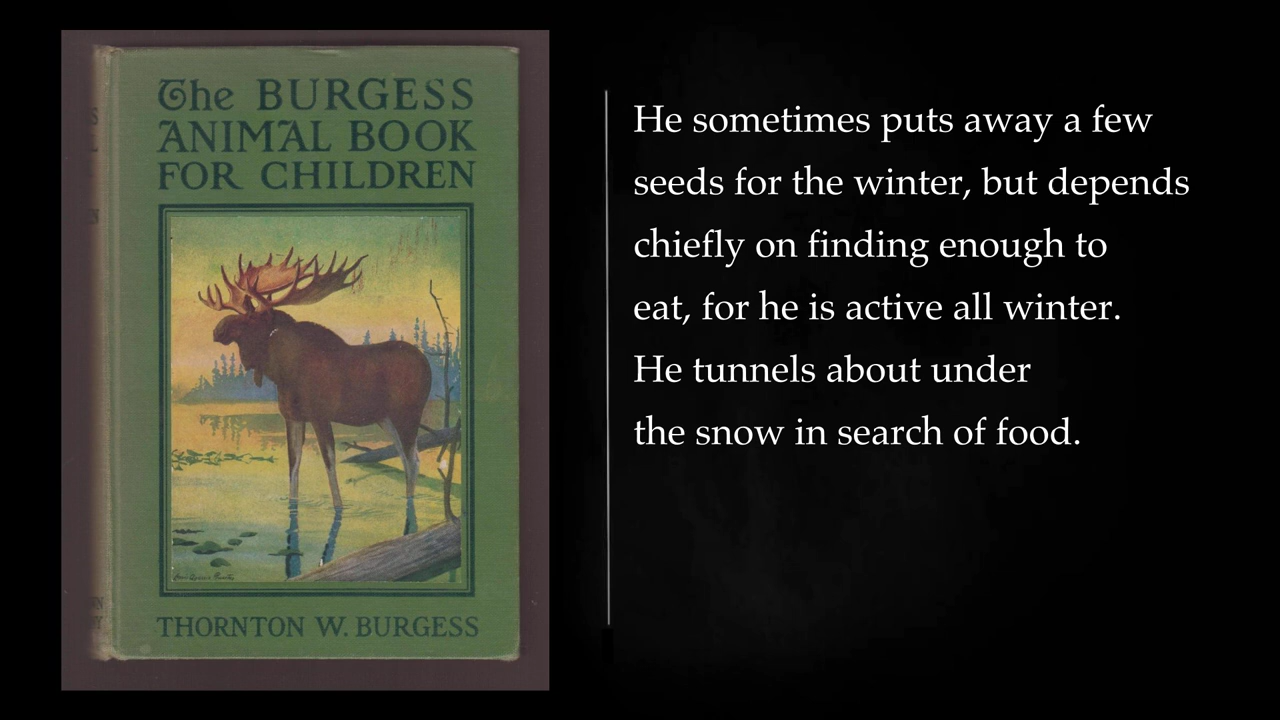 The BURGESS
ANIMAL BOOK
FOR CHILDREN
THORNTON W. BURGESS
He sometimes puts away a few
seeds for the winter, but depends
chiefly on finding enough to
eat, for he is active all winter.
He tunnels about under
the snow in search of food.